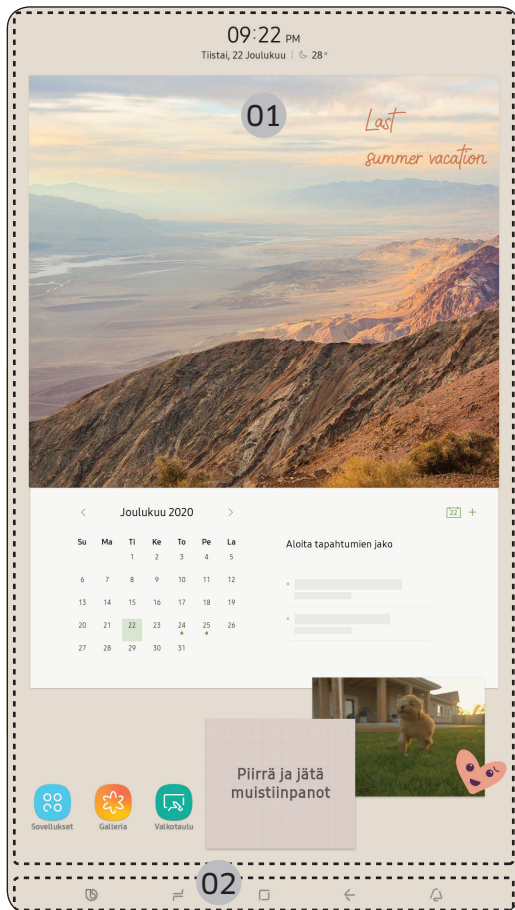 09:22 PM
Tiistai, 22 Joulukuu | 28°
01
Last
summer vacation
Joulukuu 2020
22 +
Su Ma Ti Ke To Pe La
Aloita tapahtumien jako
1 2 3 4 5
6 7 8 9 10 11 12
13 14 15 16 17 18 19
20 21 22 23 24 25 26
27 28 29 30 31
Piirrä ja jätä
muistiinpanot
Sovellukset Galleria Valkotaulu
02